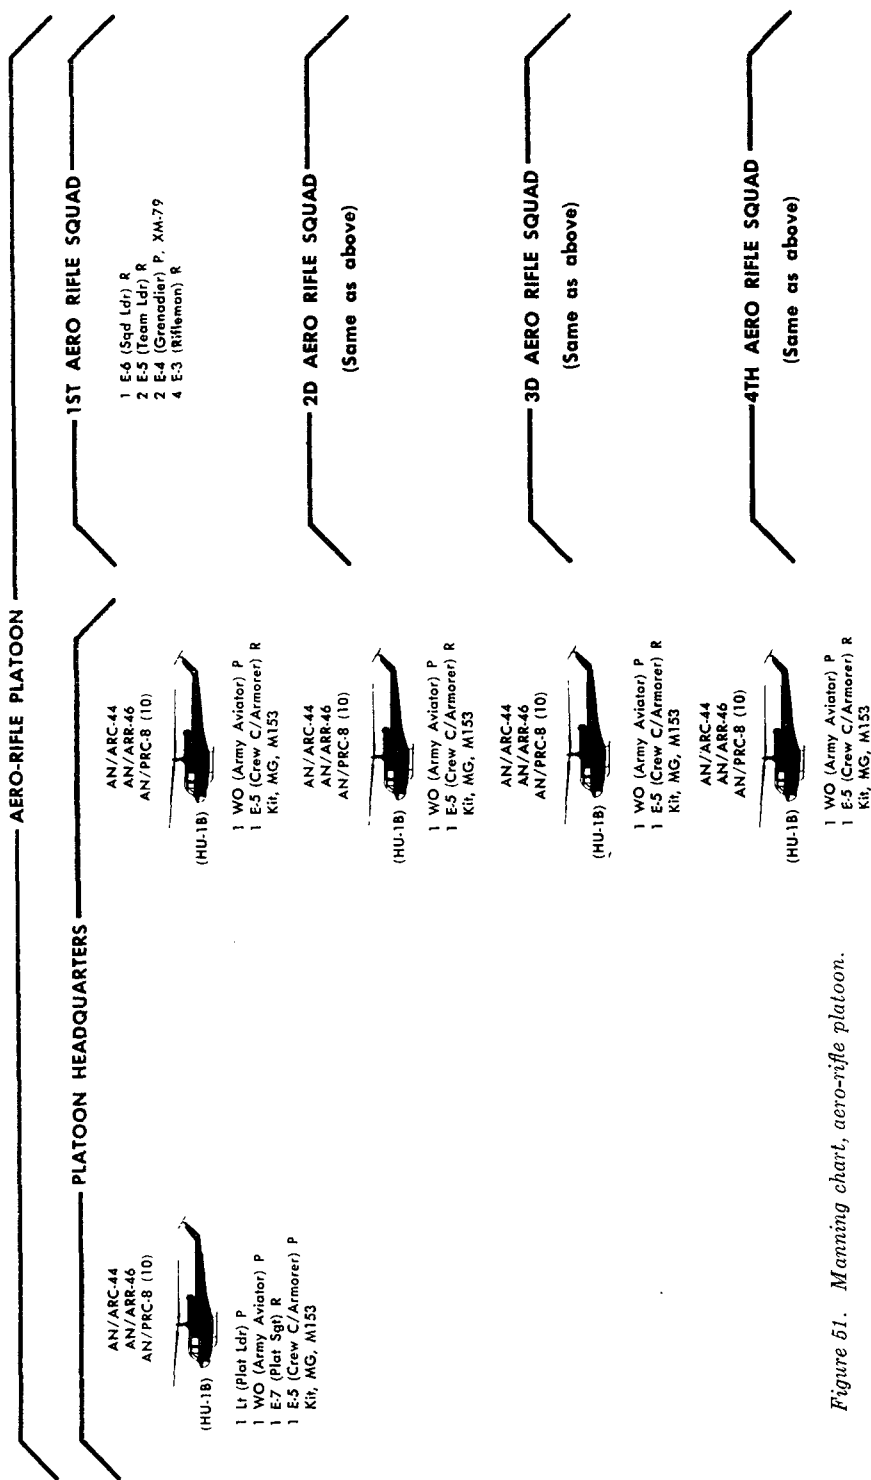 AERO-RIFLE PLATOON
PLATOON HEADQUARTERS
AN/ARC-44
AN/ARR-46
AN/PRC-8 (10)
(HU-1B)
1 Lt (Plat Ldr) P
1 WO (Army Aviator) P
1 E-7 (Plat Sgt) R
1 E-5 (Crew C/Armorer) P
Kit, MG, M153
AN/ARC-44
AN/ARR-46
AN/PRC-8 (10)
(HU-1B)
1 WO (Army Aviator) P
1 E-5 (Crew C/Armorer) R
Kit, MG, M153
AN/ARC-44
AN/ARR-46
AN/PRC-8 (10)
(HU-1B)
1 WO (Army Aviator) P
1 E-5 (Crew C/Armorer) R
Kit, MG, M153
AN/ARC-44
AN/ARR-46
AN/PRC-8 (10)
(HU-1B)
1 WO (Army Aviator) P
1 E-5 (Crew C/Armorer) R
Kit, MG, M153
AN/ARC-44
AN/ARR-46
AN/PRC-8 (10)
(HU-1B)
1 WO (Army Aviator) P
1 E-5 (Crew C/Armorer) R
Kit, MG, M153
1ST AERO RIFLE SQUAD
1 E-6 (Sqd Ldr) R
2 E-5 (Team Ldr) R
2 E-4 (Grenadier) P, XM-79
4 E-3 (Rifleman) R
2D AERO RIFLE SQUAD
(Same as above)
3D AERO RIFLE SQUAD
(Same as above)
4TH AERO RIFLE SQUAD
(Same as above)
Figure 51. Manning chart, aero-rifle platoon.